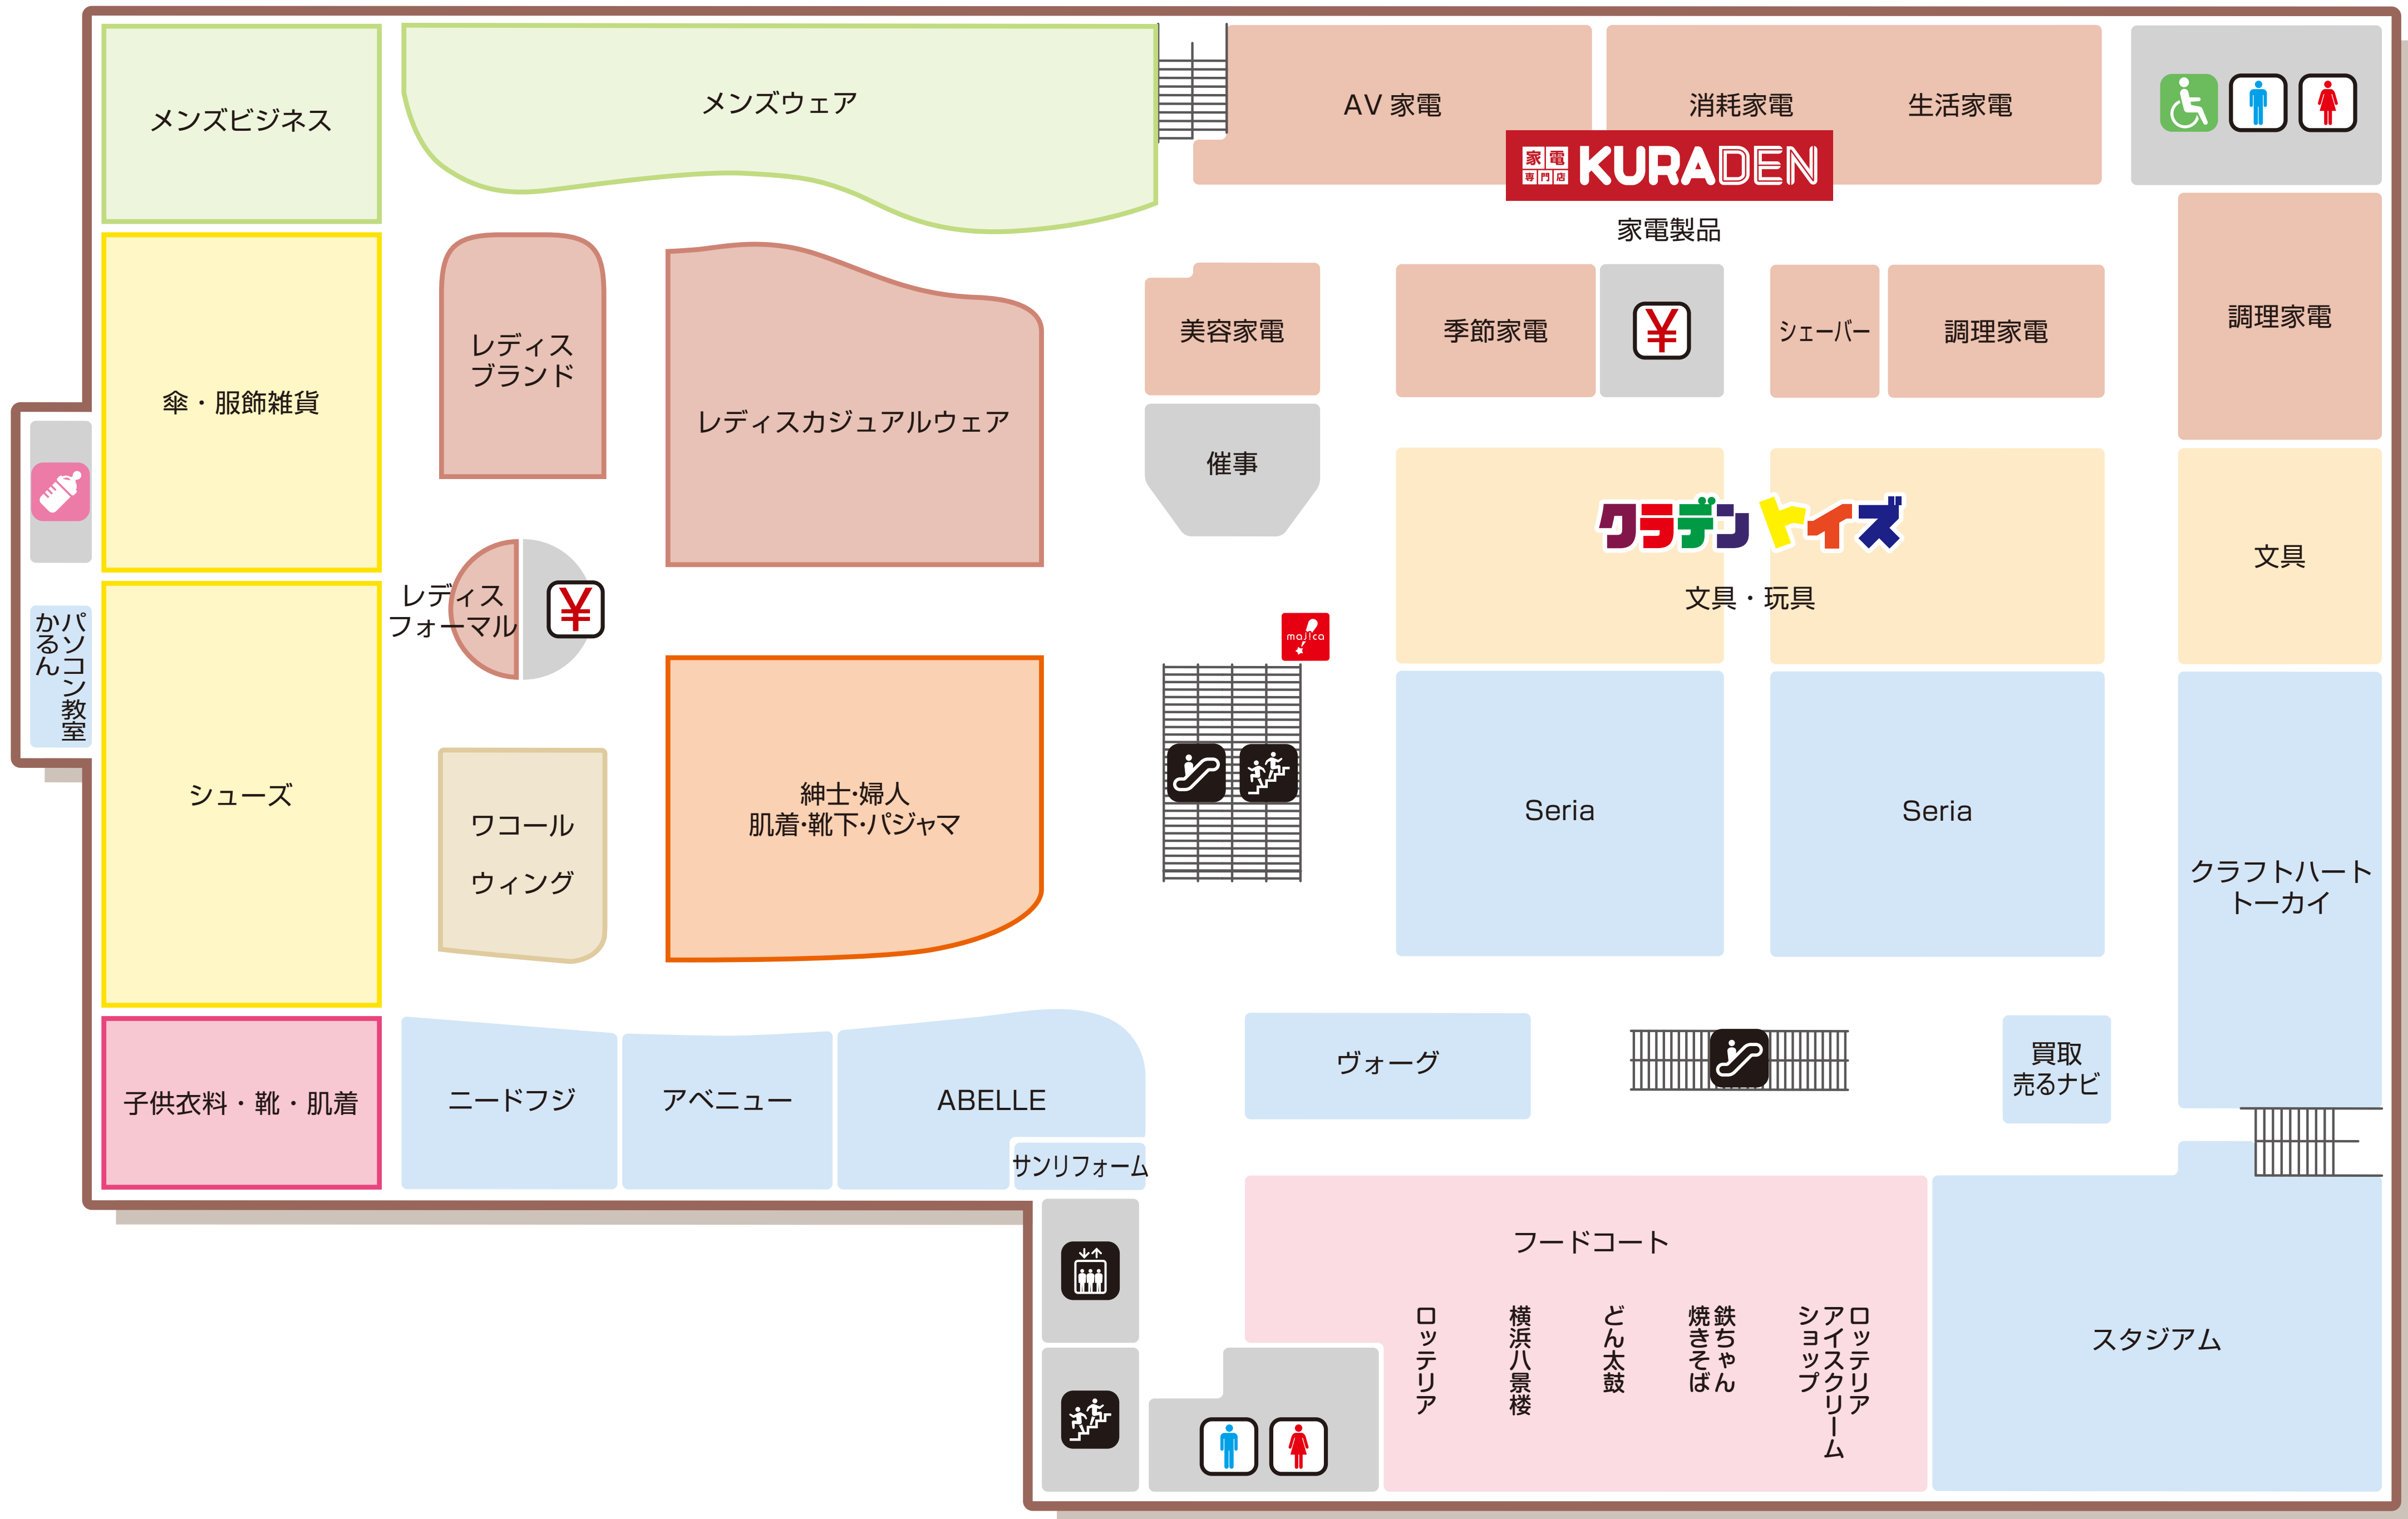 メンズビジネス
メンズウェア
AV 家電
消耗家電
生活家電
家電
専門店
KURADEN
家電製品
傘・服飾雑貨
レディス
ブランド
レディスカジュアルウェア
美容家電
季節家電
¥
シェーバー
調理家電
調理家電
催事
クラデントイズ
文具・玩具
文具
レディス
フォーマル
¥
majica
パソコン教室
かるん
シューズ
ワコール
ウィング
紳士・婦人
肌着・靴下・パジャマ
Seria
Seria
クラフトハート
トーカイ
子供衣料・靴・肌着
ニードフジ
アベニュー
ABELLE
サンリフォーム
ヴォーグ
買取
売るナビ
フードコート
ロッテリア
横浜八景楼
どん太鼓
鉄ちゃん
焼きそば
ロッテリア
アイスクリーム
ショップ
スタジアム